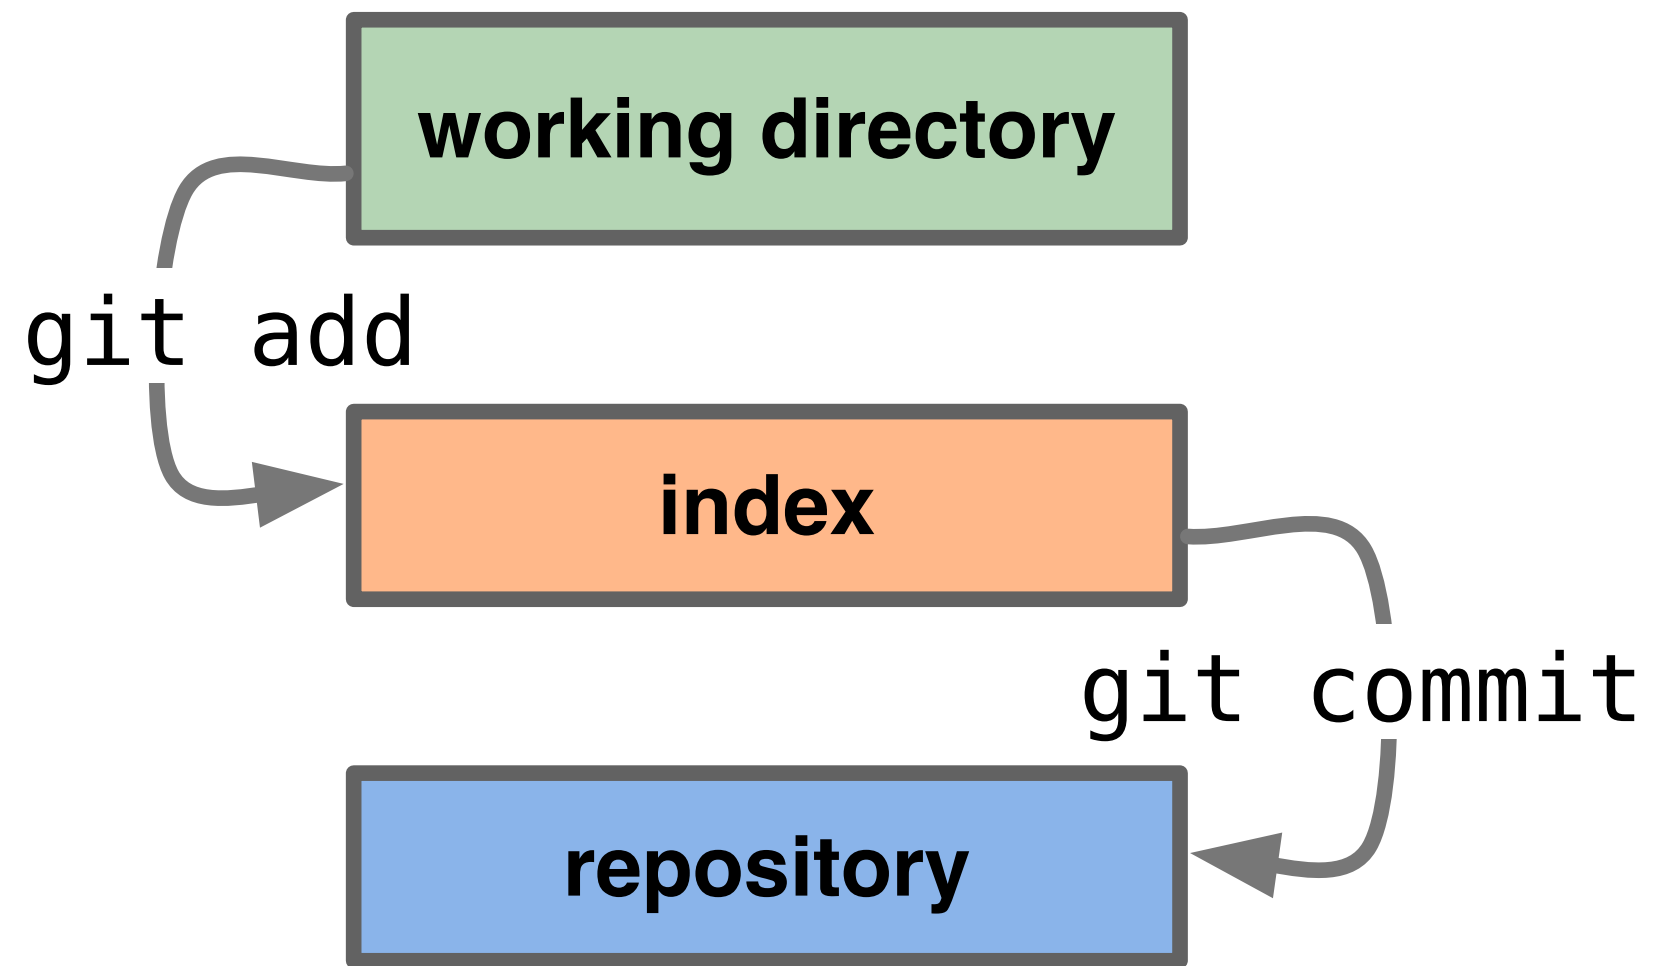 working directory
git add
index
git commit
repository